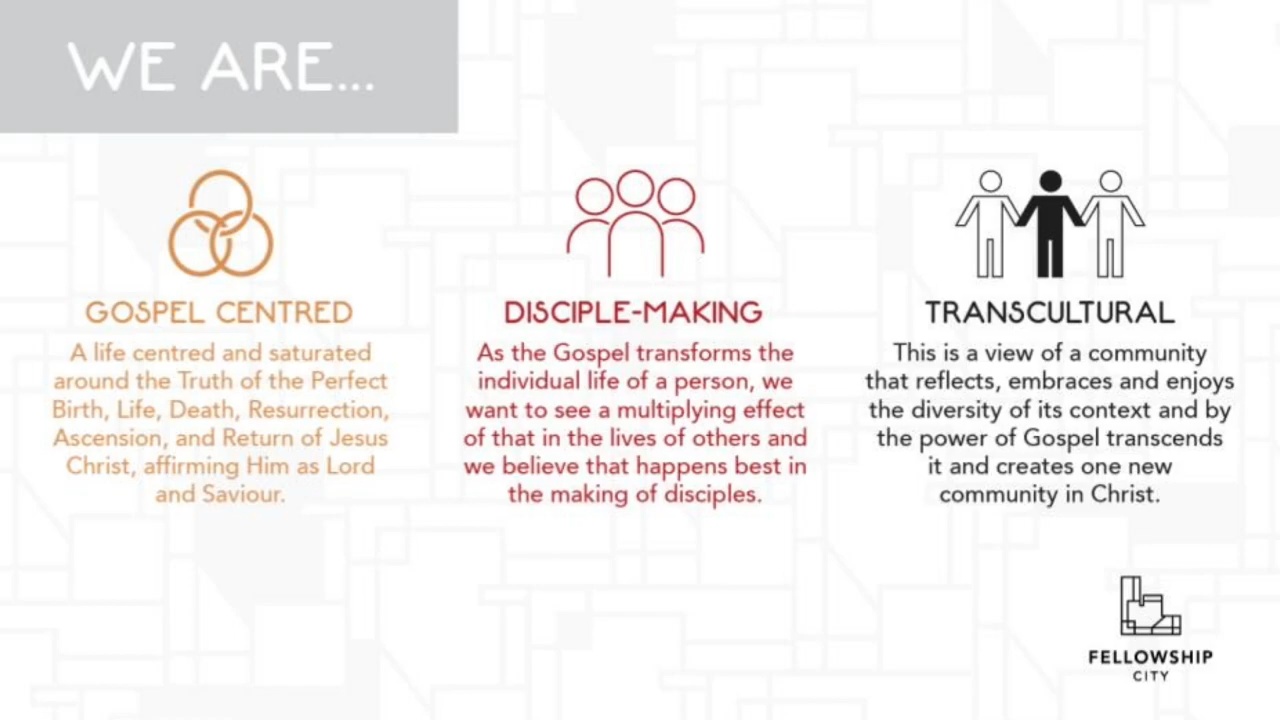 WE ARE...
GOSPEL CENTRED
A life centred and saturated
around the Truth of the Perfect
Birth, Life, Death, Resurrection,
Ascension, and Return of Jesus
Christ, affirming Him as Lord
and Saviour.
DISCIPLE-MAKING
As the Gospel transforms the
individual life of a person, we
want to see a multiplying effect
of that in the lives of others and
we believe that happens best in
the making of disciples.
TRANSCULTURAL
This is a view of a community
that reflects, embraces and enjoys
the diversity of its context and by
the power of Gospel transcends
it and creates one new
community in Christ.
FELLOWSHIP
CITY